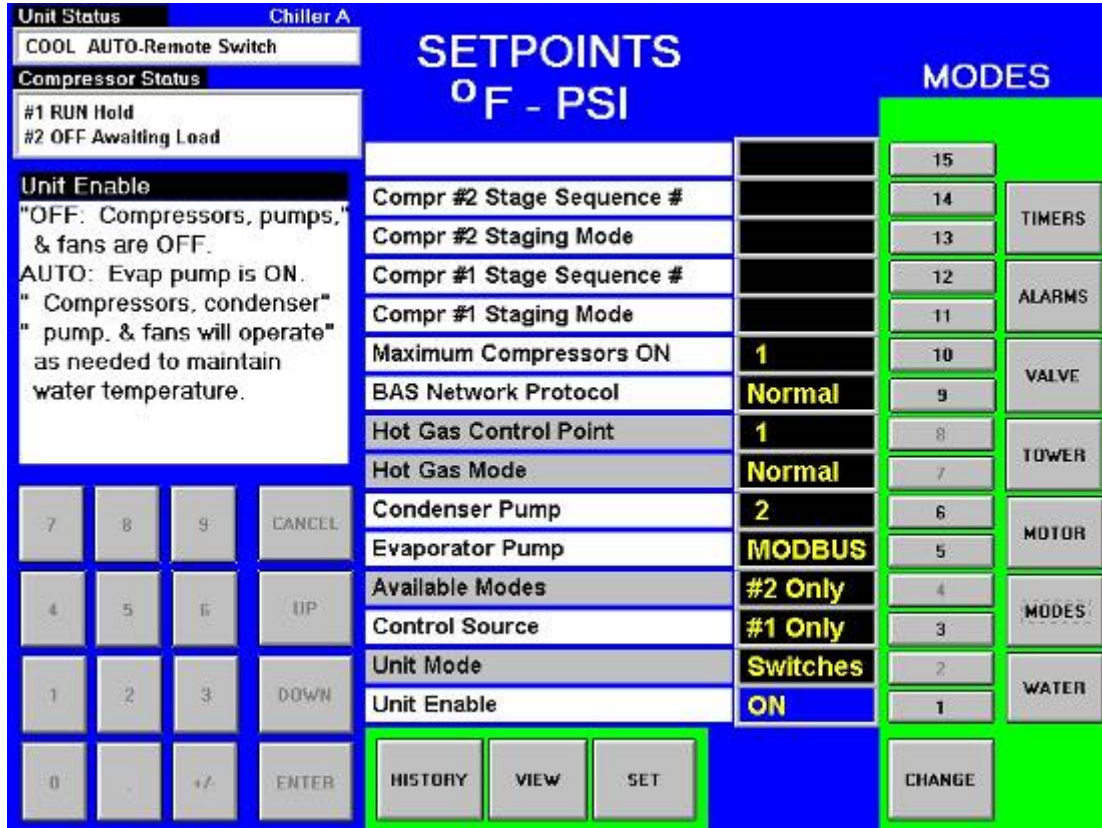 Unit Status Chiller A
COOL AUTO-Remote Switch
Compressor Status
#1 RUN Hold
#2 OFF Awaiting Load
Unit Enable
"OFF: Compressors, pumps,"
& fans are OFF.
AUTO: Evap pump is ON.
" Compressors, condenser"
" pump, & fans will operate"
as needed to maintain
water temperature.
7 8 9 CANCEL
4 5 6 UP
1 2 3 DOWN
0 . +/- ENTER
SETPOINTS
°F - PSI
MODES
15
Compr #2 Stage Sequence # 14
Compr #2 Staging Mode 13
Compr #1 Stage Sequence # 12
Compr #1 Staging Mode 11
Maximum Compressors ON 1 10
BAS Network Protocol Normal 9
Hot Gas Control Point 1 8
Hot Gas Mode Normal 7
Condenser Pump 2 6
Evaporator Pump MODBUS 5
Available Modes #2 Only 4
Control Source #1 Only 3
Unit Mode Switches 2
Unit Enable ON 1
TIMERS
ALARMS
VALVE
TOWER
MOTOR
MODES
WATER
HISTORY VIEW SET CHANGE